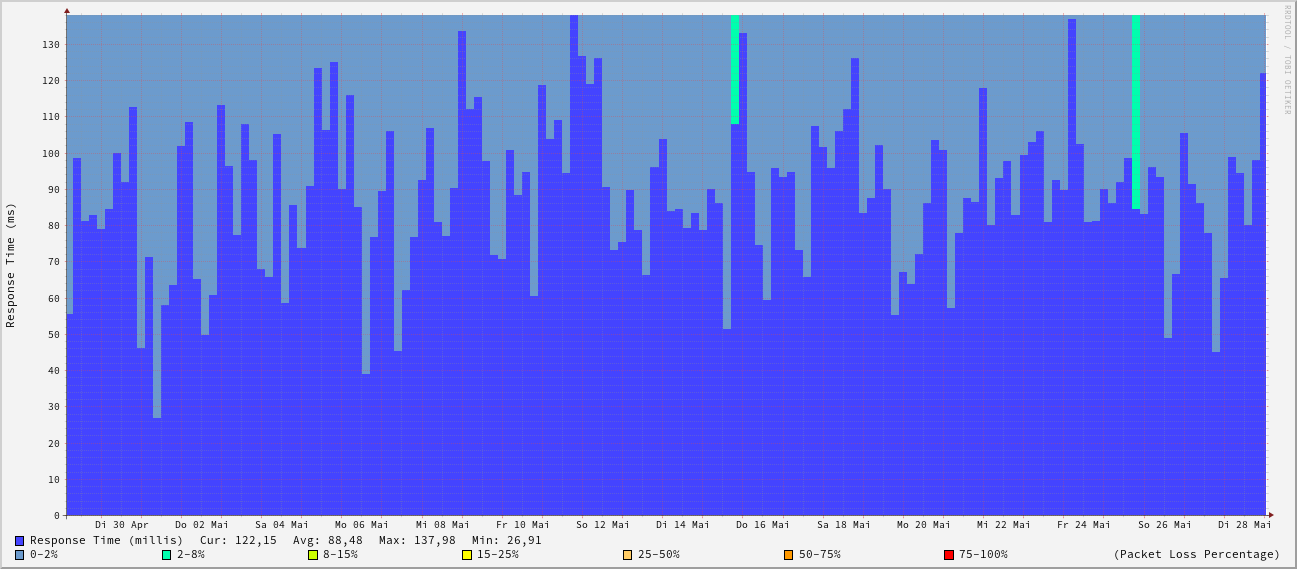 RRDTOOL / TOBI OETIKER
Response Time (ms)
130
120
110
100
90
80
70
60
50
40
30
20
10
0
Di 30 Apr Do 02 Mai Sa 04 Mai Mo 06 Mai Mi 08 Mai Fr 10 Mai So 12 Mai Di 14 Mai Do 16 Mai Sa 18 Mai Mo 20 Mai Mi 22 Mai Fr 24 Mai So 26 Mai Di 28 Mai
Response Time (millis) Cur: 122,15 Avg: 88,48 Max: 137,98 Min: 26,91
0-2% 2-8% 8-15% 15-25% 25-50% 50-75% 75-100% (Packet Loss Percentage)